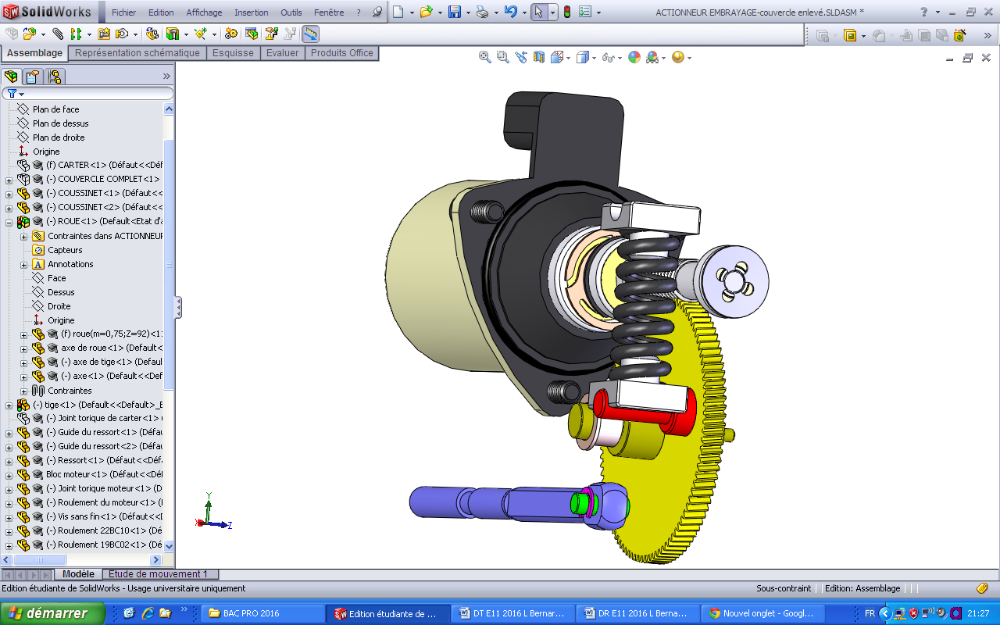 SolidWorks
Fichier Edition Affichage Insertion Outils Fenêtre ?
ACTIONNEUR EMBRAYAGE-couvercle enlevé.SLDASM *
Assemblage Représentation schématique Esquisse Evaluer Produits Office
Plan de face
Plan de dessus
Plan de droite
Origine
(f) CARTER<1> (Défaut<<Déf
(-) COUVERCLE COMPLET<1>
(-) COUSSINET<1> (Défaut<<
(-) COUSSINET<2> (Défaut<<
(-) ROUE<1> (Default<Etat d'a
Contraintes dans ACTIONNEUR
Capteurs
Annotations
Face
Dessus
Droite
Origine
(f) roue(m=0,8 Z=92)<1
axe de roue<1> (Default<
(-) axe de tige<1> (Defaul
(-) axe<1> (Default<<Def
Contraintes
(-) tige<1> (Default<<Default>_E
(-) Joint torique de carter<1>
(-) Guide du ressort<1> (Défau
(-) Guide du ressort<2> (Défau
(-) Ressort<1> (Défaut<<Défa
Bloc moteur<1> (Défaut<<Défa
(-) Joint torique moteur<1> (D
(-) Roulement du moteur<3> (
(-) Vis sans fin<1> (Défaut<<D
(-) Roulement 22BC10<1> (D
(-) Roulement 19BC02<1> (Dé
Y
X Z
Modèle Etude de mouvement 1
Edition étudiante de SolidWorks - Usage universitaire uniquement
Sous-contraint Edition: Assemblage
démarrer
BAC PRO 2016
Edition étudiante de ...
DT E11 2016 L Bernar...
DR E11 2016 L Berna...
Nouvel onglet - Googl...
FR
21:27